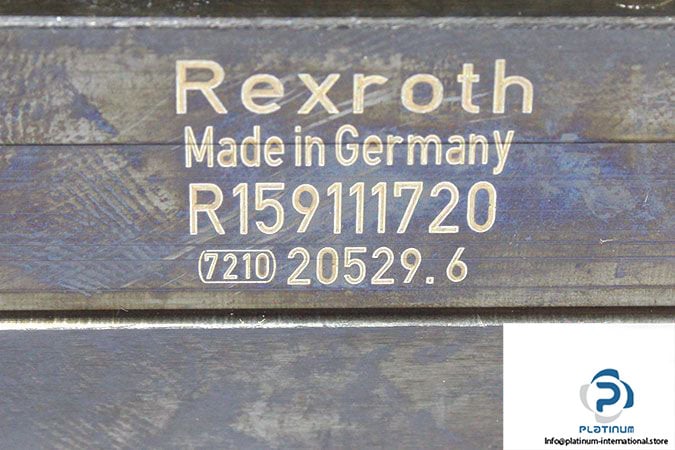 Rexroth
Made in Germany
R159111720
7210 20529.6
PLATINUM
Info@platinum-international.store